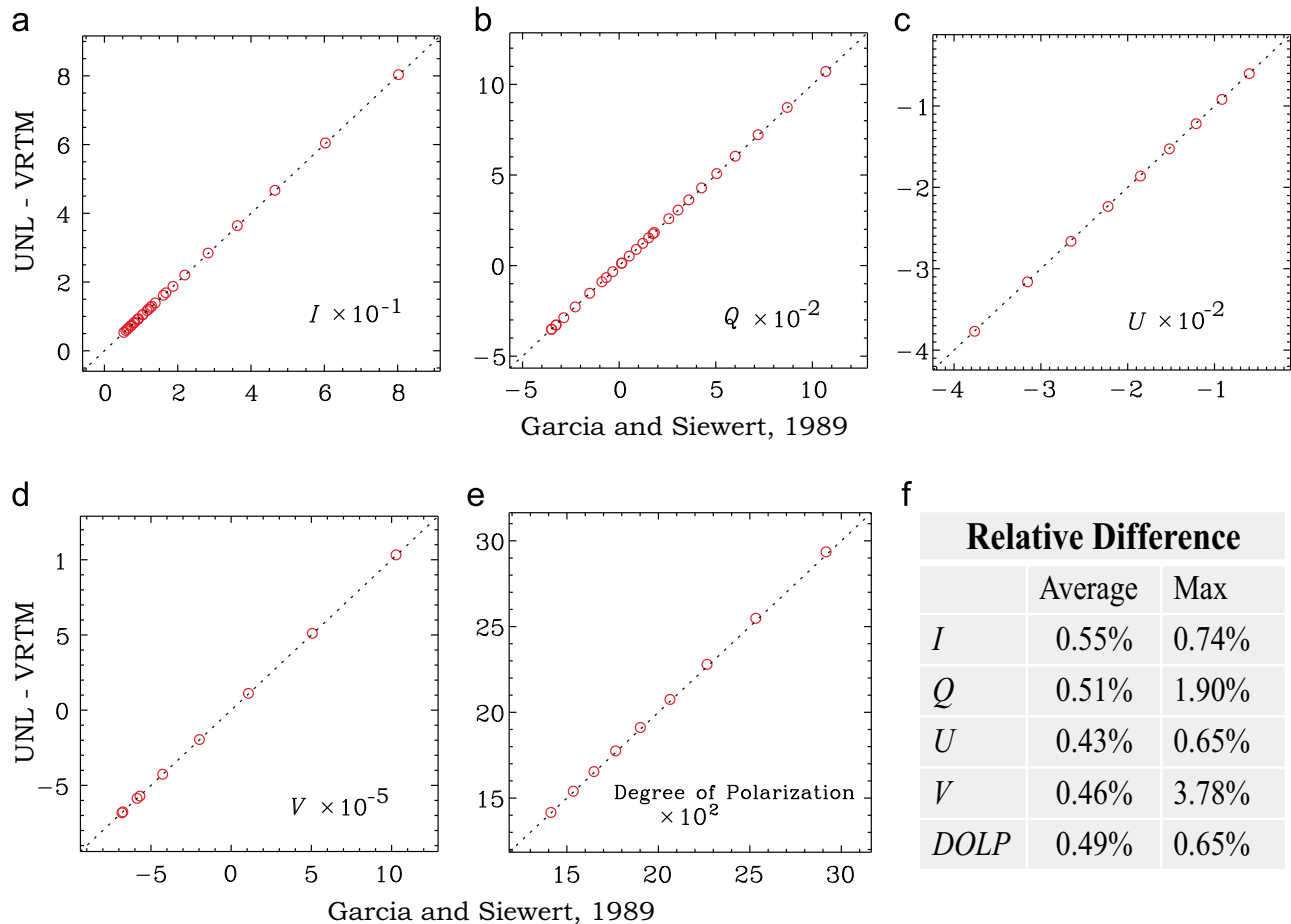 a
8
6
4
2
0
0 2 4 6 8
I ×10⁻¹
UNL - VRTM
b
10
5
0
−5
−5 0 5 10
Q ×10⁻²
Garcia and Siewert, 1989
c
−1
−2
−3
−4
−4 −3 −2 −1
U ×10⁻²
d
1
5
0
−5
−5 0 5 10
V ×10⁻⁵
UNL - VRTM
e
30
25
20
15
15 20 25 30
Degree of Polarization
×10²
Garcia and Siewert, 1989
f
Relative Difference
Average Max
I 0.55% 0.74%
Q 0.51% 1.90%
U 0.43% 0.65%
V 0.46% 3.78%
DOLP 0.49% 0.65%